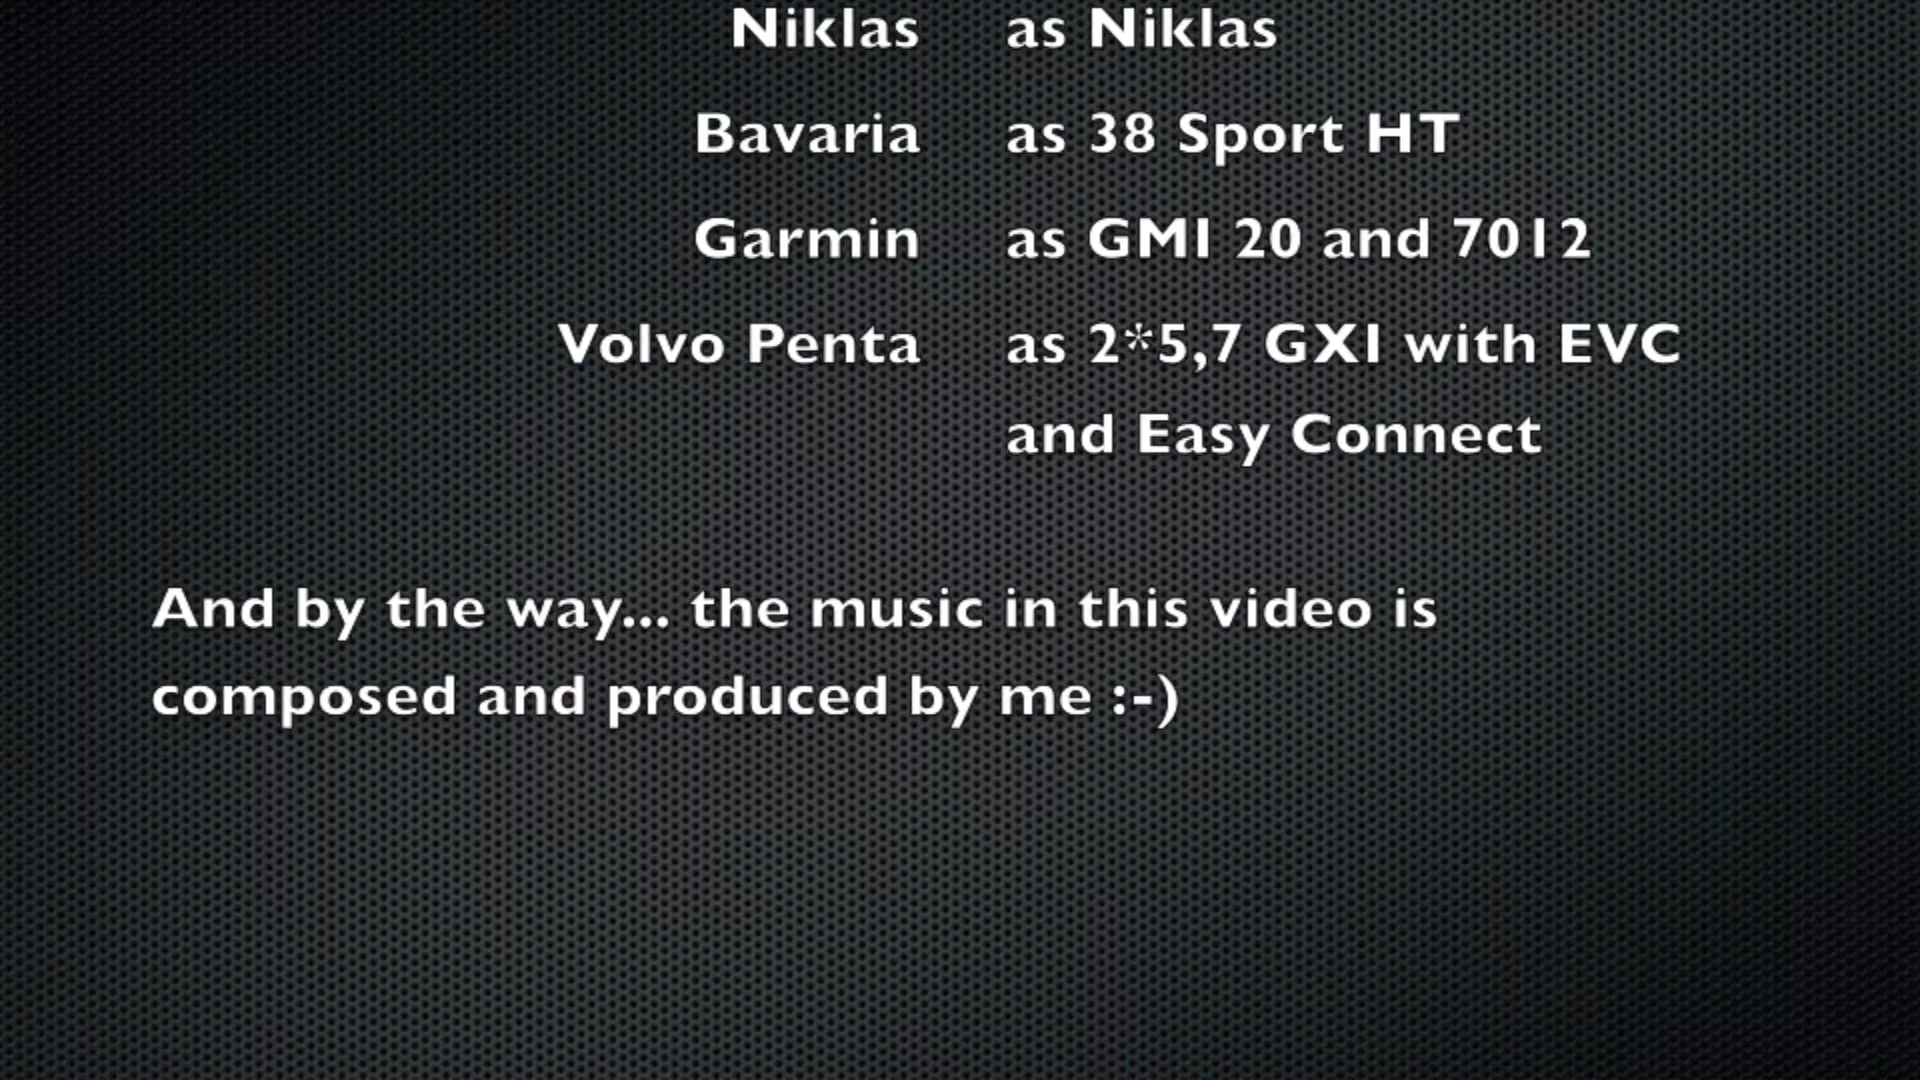 Niklas as Niklas
Bavaria as 38 Sport HT
Garmin as GMI 20 and 7012
Volvo Penta as 2*5,7 GXI with EVC
and Easy Connect
And by the way... the music in this video is
composed and produced by me :-)